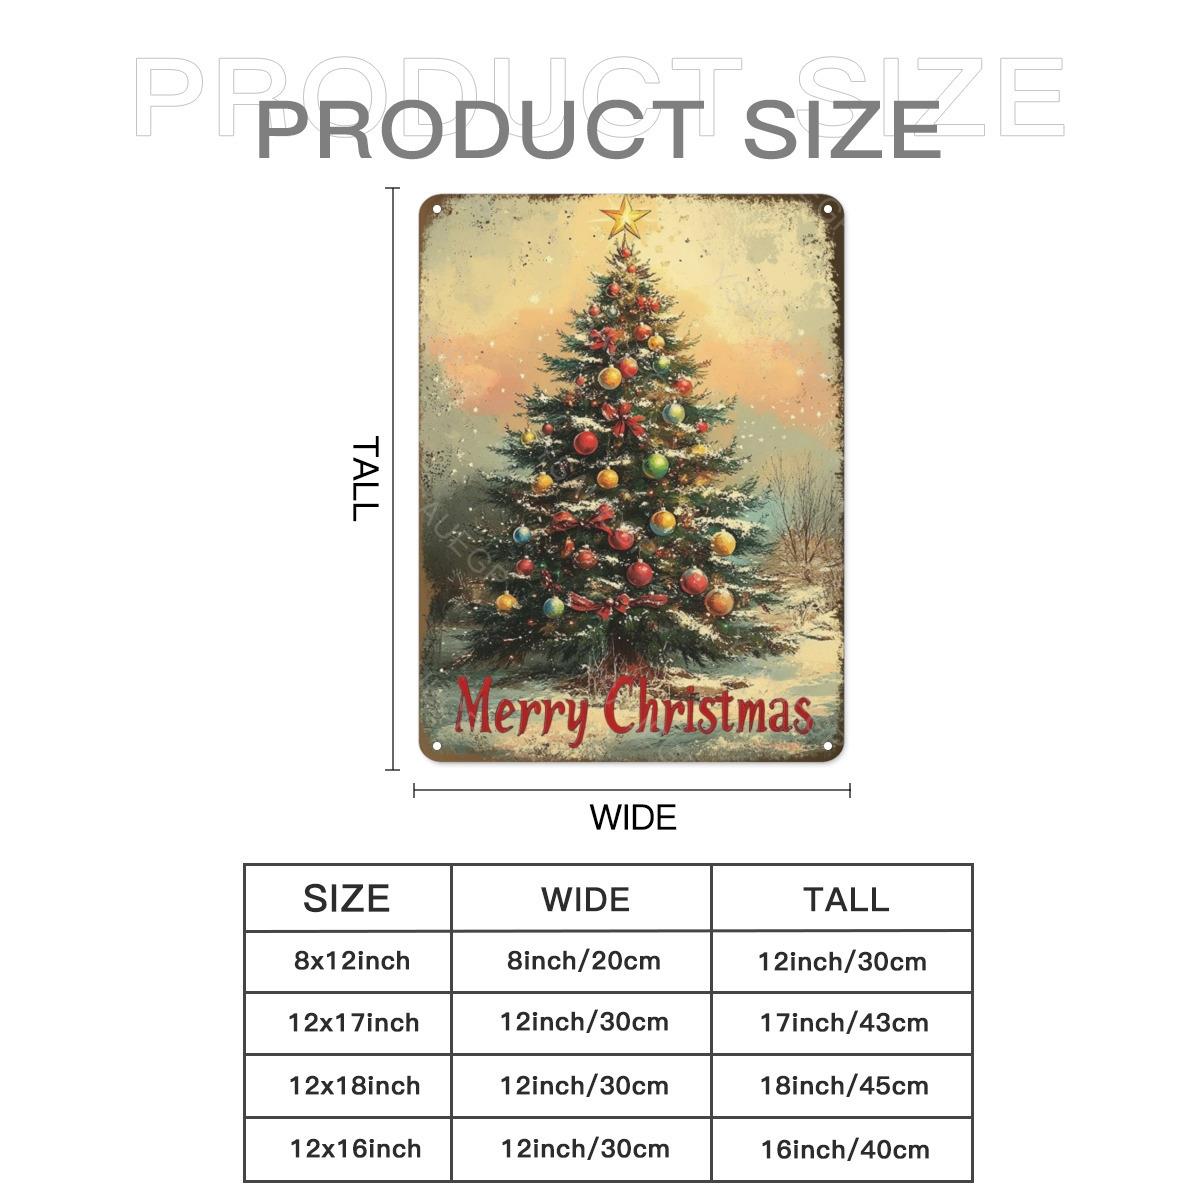 PRODUCT SIZE
PRODUCT SIZE
TALL
Merry Christmas
WIDE
SIZE WIDE TALL
8x12inch 8inch/20cm 12inch/30cm
12x17inch 12inch/30cm 17inch/43cm
12x18inch 12inch/30cm 18inch/45cm
12x16inch 12inch/30cm 16inch/40cm